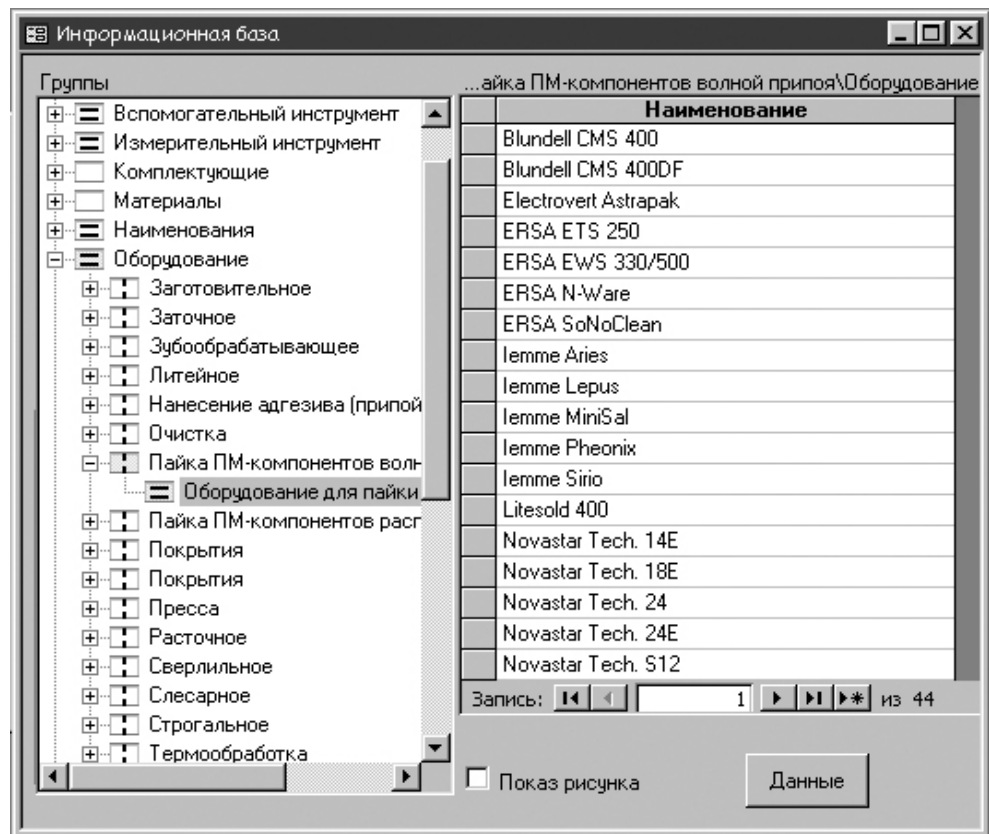 Информационная база
Группы
Вспомогательный инструмент
Измерительный инструмент
Комплектующие
Материалы
Наименования
Оборудование
Заготовительное
Заточное
Зубообрабатывающее
Литейное
Нанесение адгезива (припой
Очистка
Пайка ПМ-компонентов волн
Оборудование для пайки
Пайка ПМ-компонентов расп
Покрытия
Покрытия
Пресса
Расточное
Сверлильное
Слесарное
Строгальное
Термообработка
...айка ПМ-компонентов волной припоя\Оборудование
Наименование
Blundell CMS 400
Blundell CMS 400DF
Electrovert Astrapak
ERSA ETS 250
ERSA EWS 330/500
ERSA N-Ware
ERSA SoNoClean
Iemme Aries
Iemme Lepus
Iemme MiniSal
Iemme Pheonix
Iemme Sirio
Litesold 400
Novastar Tech. 14E
Novastar Tech. 18E
Novastar Tech. 24
Novastar Tech. 24E
Novastar Tech. S12
Запись: 1 из 44
Показ рисунка
Данные